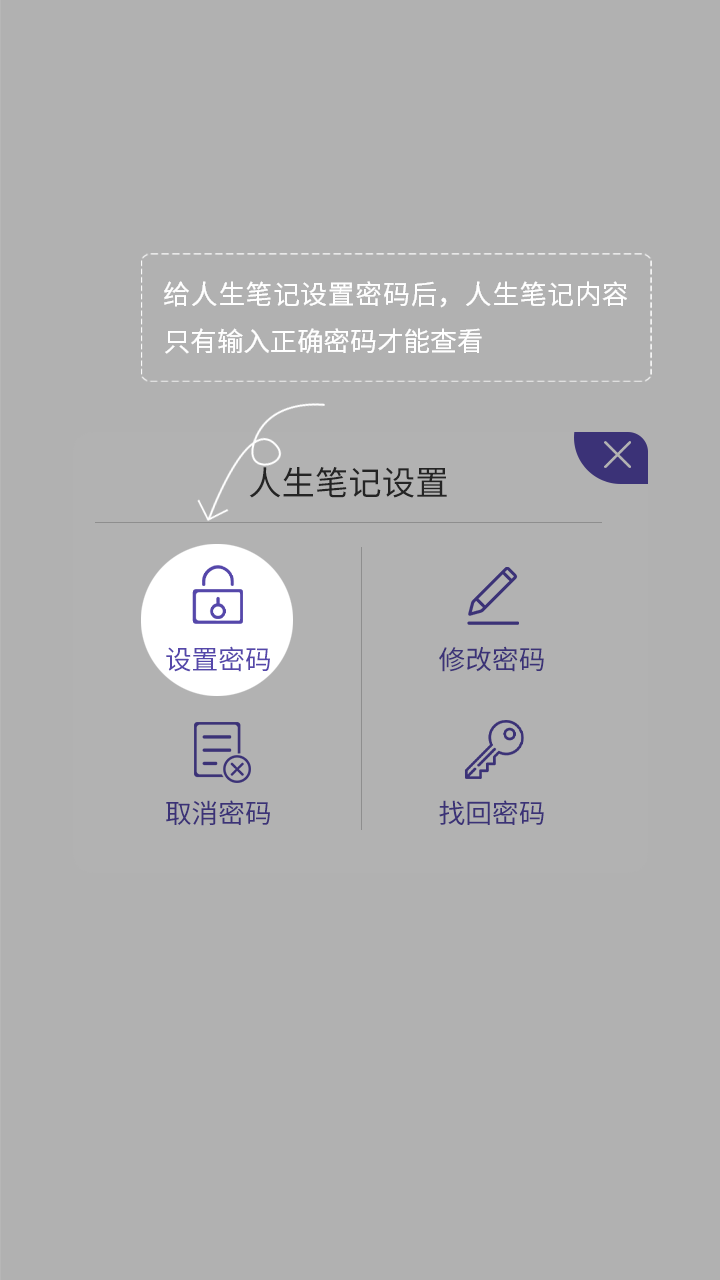 给人生笔记设置密码后，人生笔记内容
只有输入正确密码才能查看
人生笔记设置
设置密码
修改密码
取消密码
找回密码